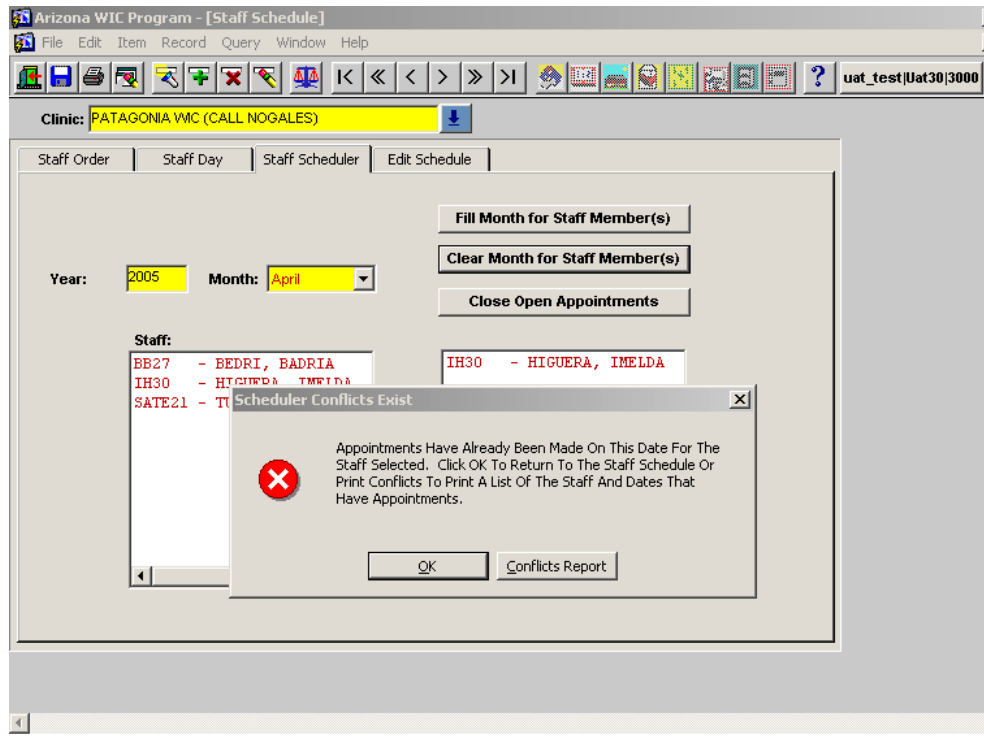 Arizona WIC Program - [Staff Schedule]
File Edit Item Record Query Window Help
uat_test|Uat30|3000
Clinic: PATAGONIA WIC (CALL NOGALES)
Staff Order Staff Day Staff Scheduler Edit Schedule
Fill Month for Staff Member(s)
Clear Month for Staff Member(s)
Year: 2005 Month: April
Close Open Appointments
Staff:
BB27 - BEDRI, BADRIA
IH30 - HIGUERA, IMELDA
IH30 - HIGUERA, IMELDA
SATE21 -
Scheduler Conflicts Exist
Appointments Have Already Been Made On This Date For The
Staff Selected. Click OK To Return To The Staff Schedule Or
Print Conflicts To Print A List Of The Staff And Dates That
Have Appointments.
OK Conflicts Report